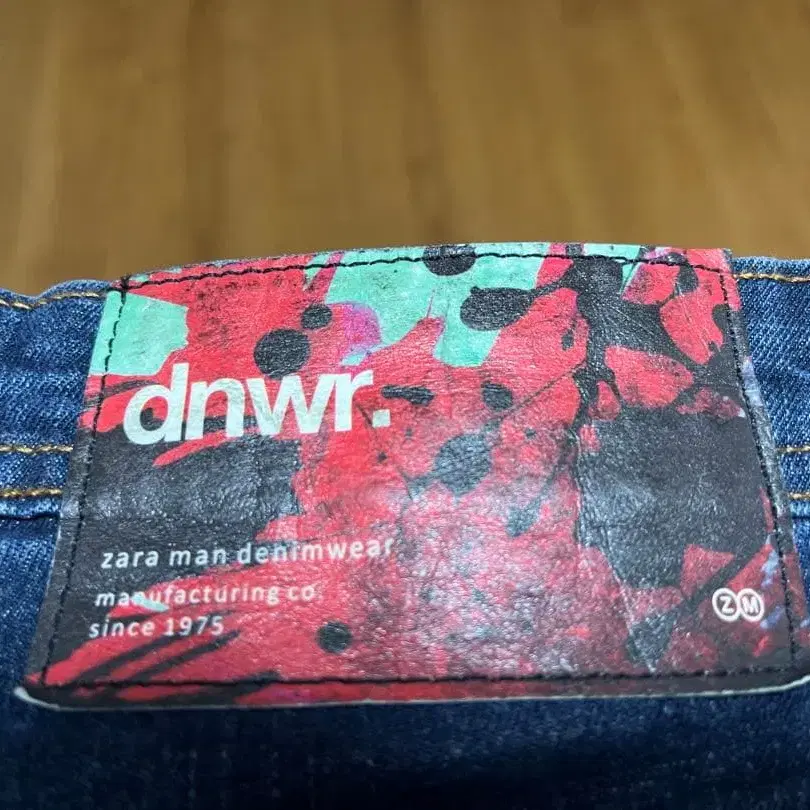 dnwr.
zara man denimwear
manufacturing co.
since 1975
ZM